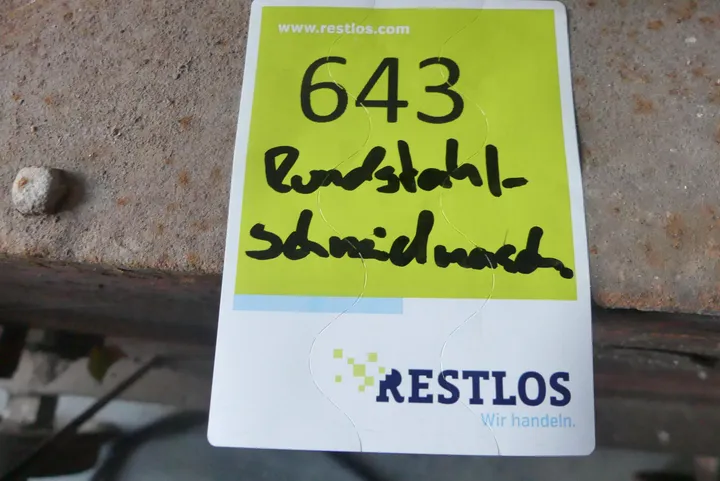 www.restlos.com
643
Rundstahl-
schneidmasch.
RESTLOS
Wir handeln.